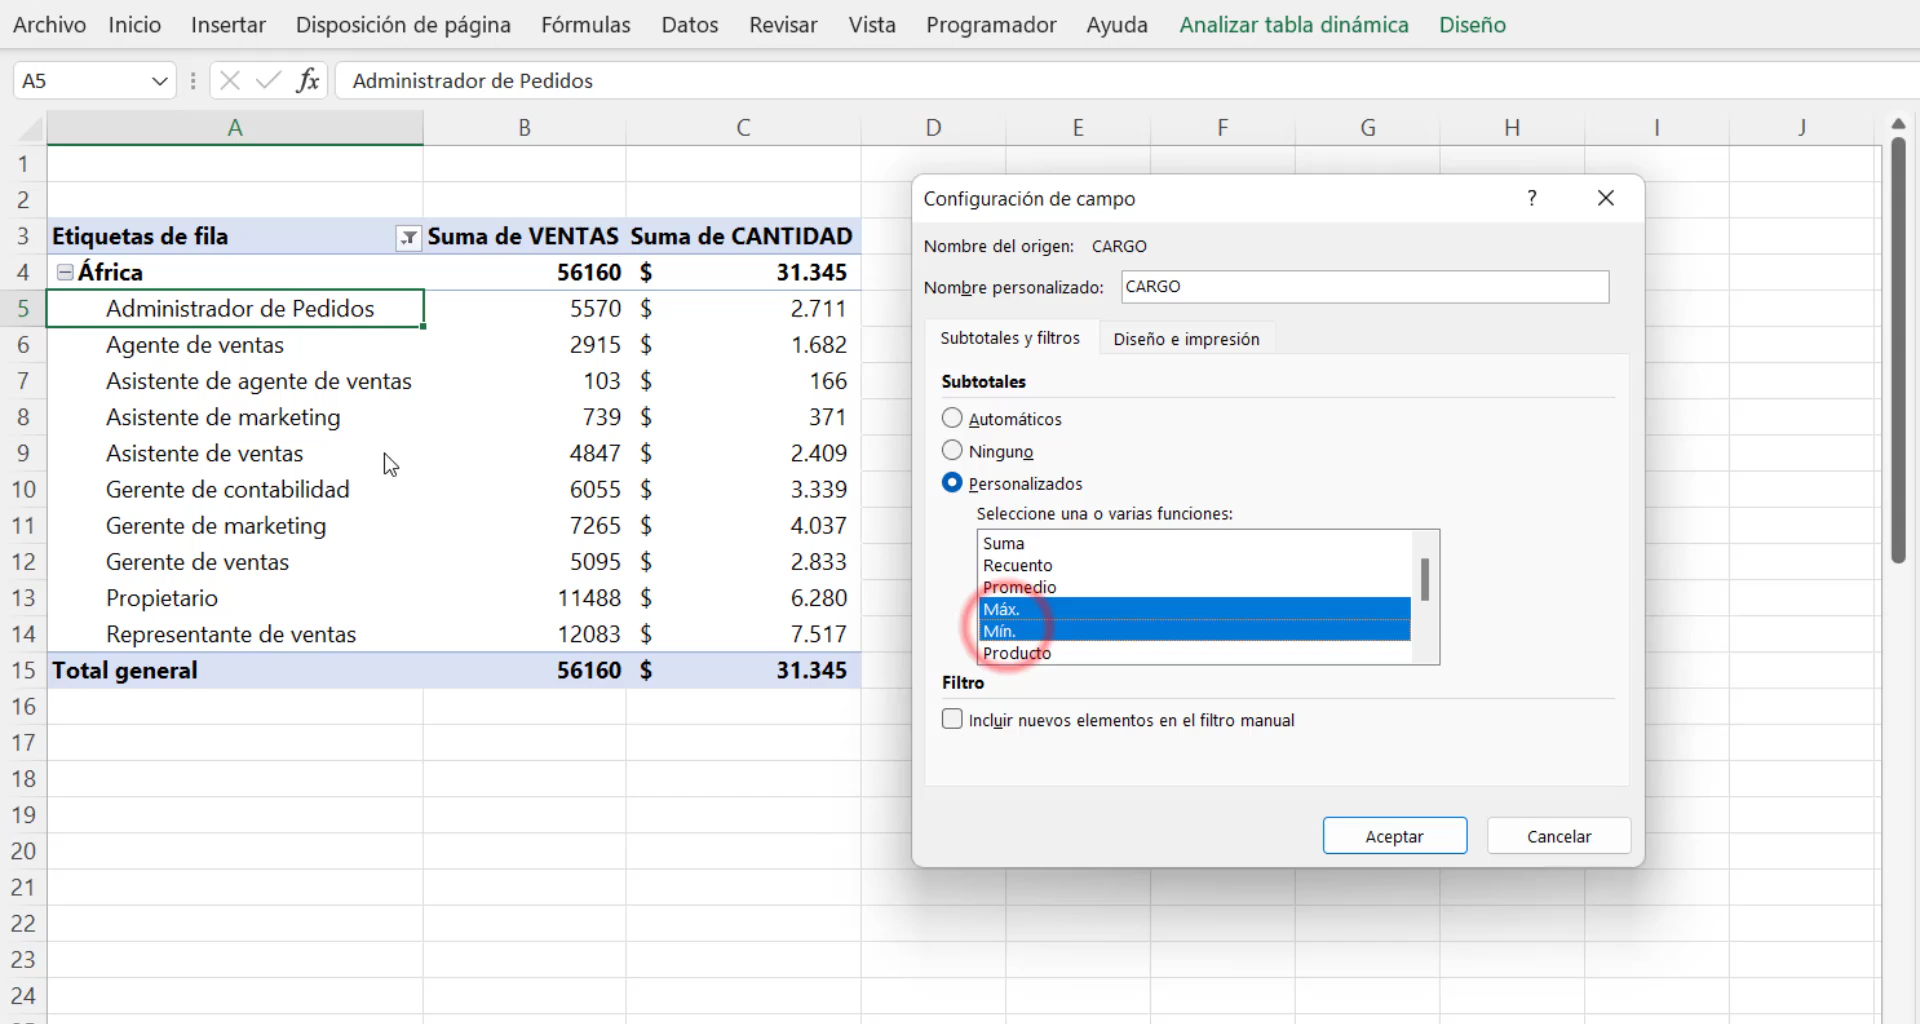 Archivo Inicio Insertar Disposición de página Fórmulas Datos Revisar Vista Programador Ayuda Analizar tabla dinámica Diseño
A5 fx Administrador de Pedidos
A B C D E F G H I J
1
2
3 Etiquetas de fila Suma de VENTAS Suma de CANTIDAD
4 África 56160 $ 31.345
5 Administrador de Pedidos 5570 $ 2.711
6 Agente de ventas 2915 $ 1.682
7 Asistente de agente de ventas 103 $ 166
8 Asistente de marketing 739 $ 371
9 Asistente de ventas 4847 $ 2.409
10 Gerente de contabilidad 6055 $ 3.339
11 Gerente de marketing 7265 $ 4.037
12 Gerente de ventas 5095 $ 2.833
13 Propietario 11488 $ 6.280
14 Representante de ventas 12083 $ 7.517
15 Total general 56160 $ 31.345
16
17
18
19
20
21
22
23
24
Configuración de campo ?
Nombre del origen: CARGO
Nombre personalizado: CARGO
Subtotales y filtros Diseño e impresión
Subtotales
Automáticos
Ninguno
Personalizados
Seleccione una o varias funciones:
Suma
Recuento
Promedio
Máx.
Mín.
Producto
Filtro
Incluir nuevos elementos en el filtro manual
Aceptar Cancelar